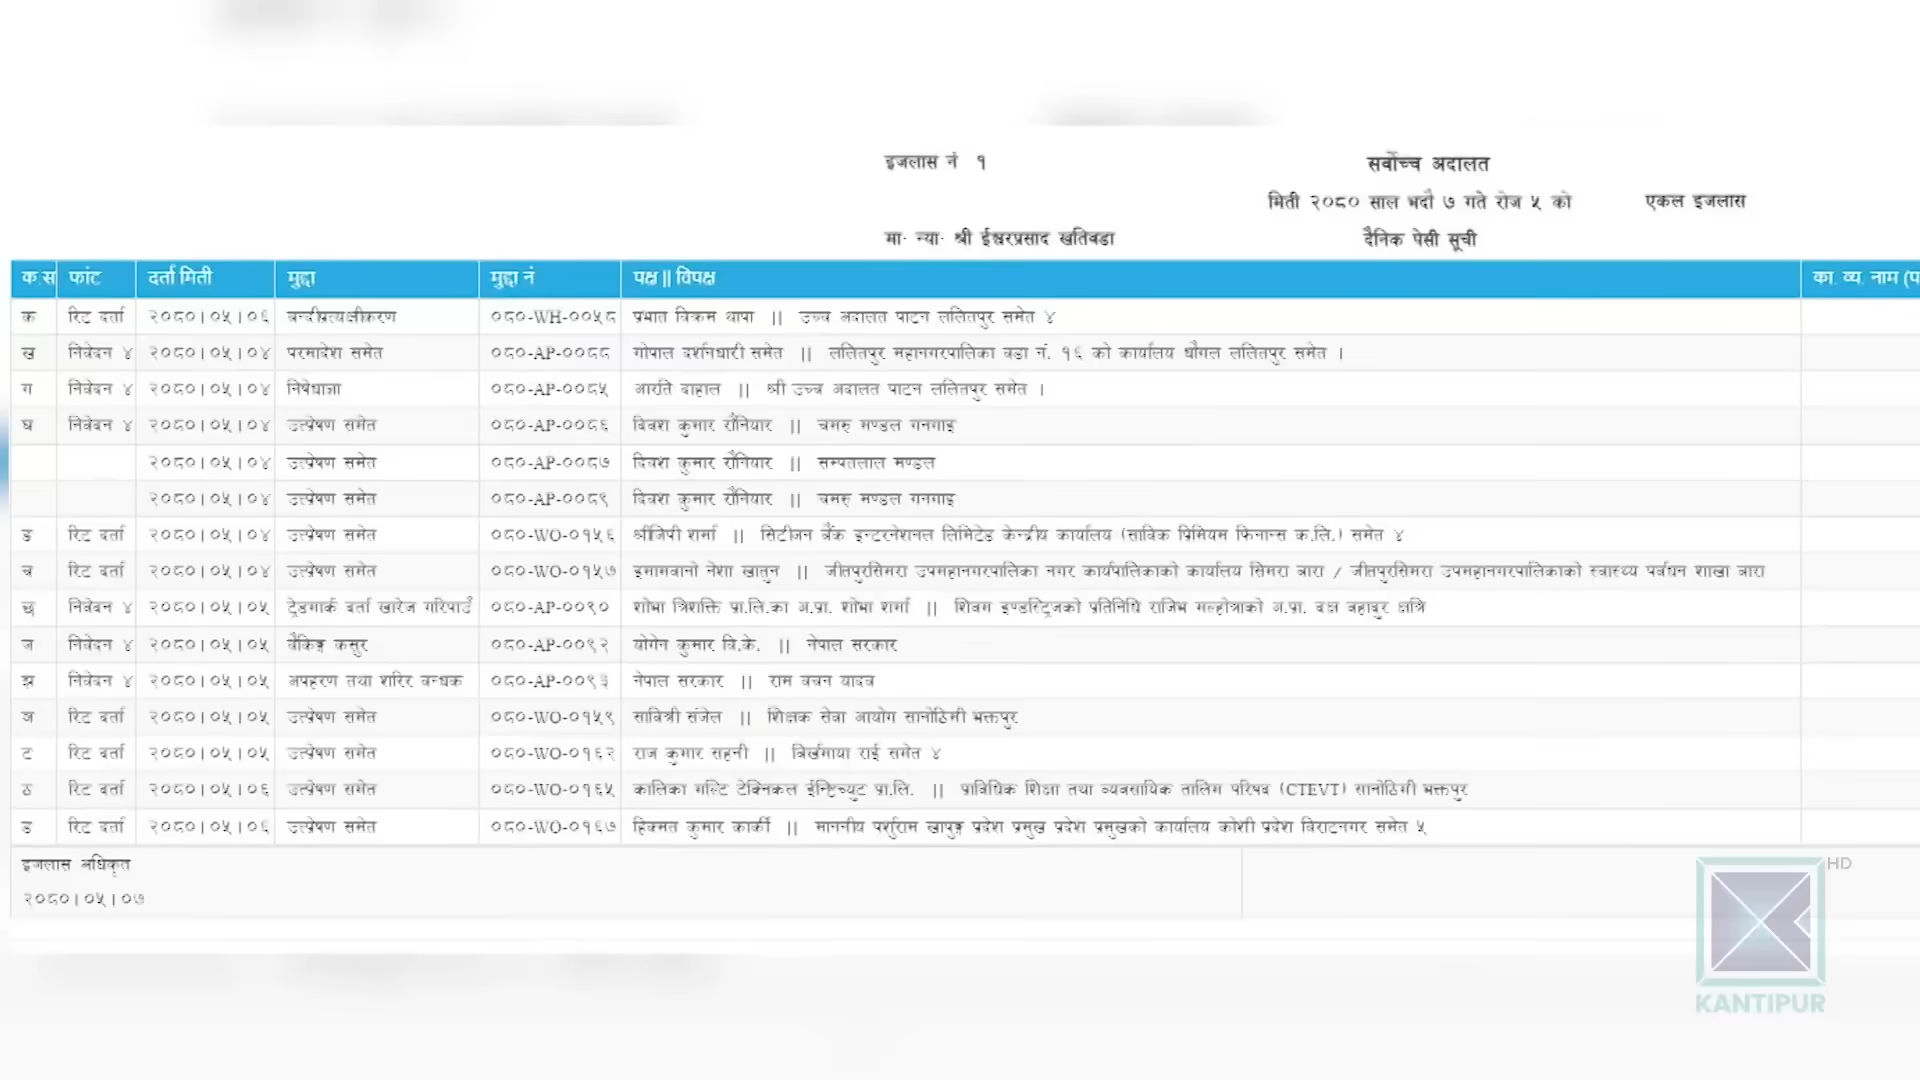 इजलास नं १
सर्वोच्च अदालत
मिती २०८० साल भदौ ७ गते रोज ५ को
एकल इजलास
मा. न्या. श्री ईश्वरप्रसाद खतिवडा
दैनिक पेसी सूची
क.स फांट दर्ता मिती मुद्दा मुद्दा नं पक्ष || विपक्ष का. व्य. नाम (प
क रिट दर्ता २०८०।०५।०६ बन्दीप्रत्यक्षीकरण ०८०-WH-००५८ प्रभात विक्रम थापा || उच्च अदालत पाटन ललितपुर समेत ४
ख निवेदन ४ २०८०।०५।०४ परमादेश समेत ०८०-AP-००८८ गोपाल दर्शनधारी समेत || ललितपुर महानगरपालिका वडा नं. १६ को कार्यालय धौगल ललितपुर समेत ।
ग निवेदन ४ २०८०।०५।०४ निषेधाज्ञा ०८०-AP-००८५ आरति दाहाल || श्री उच्च अदालत पाटन ललितपुर समेत ।
घ निवेदन ४ २०८०।०५।०४ उत्प्रेषण समेत ०८०-AP-००८६ दिवश कुमार रौनियार || चमरु मण्डल गनगाइ
२०८०।०५।०४ उत्प्रेषण समेत ०८०-AP-००८७ दिवश कुमार रौनियार || सम्पतलाल मण्डल
२०८०।०५।०४ उत्प्रेषण समेत ०८०-AP-००८९ दिवश कुमार रौनियार || चमरु मण्डल गनगाइ
ङ रिट दर्ता २०८०।०५।०४ उत्प्रेषण समेत ०८०-WO-०१५६ श्रीजिपी शर्मा || सिटीजन बैंक इन्टरनेशनल लिमिटेड केन्द्रीय कार्यालय (साविक प्रिमियम फिनान्स क.लि.) समेत ४
च रिट दर्ता २०८०।०५।०४ उत्प्रेषण समेत ०८०-WO-०१५७ इमामवानो नेशा खातुन || जीतपुरसिमरा उपमहानगरपालिका नगर कार्यपालिकाको कार्यालय सिमरा बारा / जीतपुरसिमरा उपमहानगरपालिकाको स्वास्थ्य पर्वधन शाखा बारा
छ निवेदन ४ २०८०।०५।०५ ट्रेडमार्क दर्ता खारेज गरिपाउँ ०८०-AP-००९० शोभा त्रिशक्ति प्रा.लि.का अ.प्रा. शोभा शर्मा || शिवम इण्डस्ट्रिजको प्रतिनिधि राजिभ मल्होत्राको अ.प्रा. दक्ष बहादुर क्षत्रि
ज निवेदन ४ २०८०।०५।०५ बैंकिङ्ग कसुर ०८०-AP-००९२ योगेन कुमार वि.के. || नेपाल सरकार
झ निवेदन ४ २०८०।०५।०५ अपहरण तथा शरिर बन्धक ०८०-AP-००९३ नेपाल सरकार || राम वचन यादव
ञ रिट दर्ता २०८०।०५।०५ उत्प्रेषण समेत ०८०-WO-०१५९ सावित्री संजेल || शिक्षक सेवा आयोग सानोठिमी भक्तपुर
ट रिट दर्ता २०८०।०५।०५ उत्प्रेषण समेत ०८०-WO-०१६२ राज कुमार सहनी || बिर्खमाया राई समेत ४
ठ रिट दर्ता २०८०।०५।०६ उत्प्रेषण समेत ०८०-WO-०१६५ कालिका मल्टि टेक्निकल ईन्ष्टिच्युट प्रा.लि. || प्राविधिक शिक्षा तथा व्यवसायिक तालिम परिषद (CTEVT) सानोठिमी भक्तपुर
ड रिट दर्ता २०८०।०५।०६ उत्प्रेषण समेत ०८०-WO-०१६७ हिक्मत कुमार कार्की || माननीय पर्शुराम खापुङ्ग प्रदेश प्रमुख प्रदेश प्रमुखको कार्यालय कोशी प्रदेश विराटनगर समेत ५
इजलास अधिकृत
२०८०।०५।०७
HD
KANTIPUR